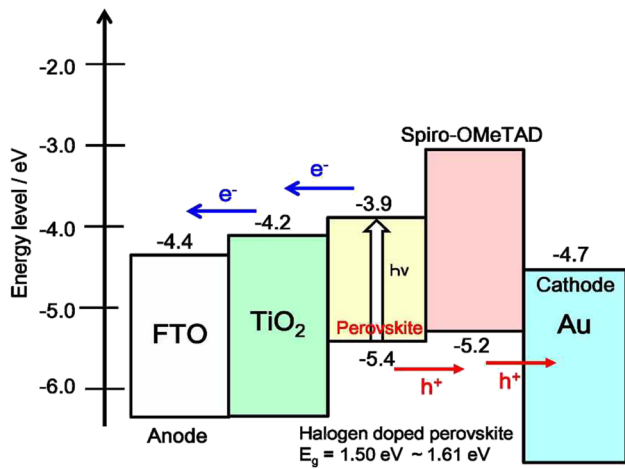 Energy level / eV
-2.0
-3.0
-4.0
-5.0
-6.0
Spiro-OMeTAD
e⁻
e⁻
-3.9
-4.2
-4.4
-4.7
hν
Cathode
FTO
TiO₂
Perovskite
Au
-5.4
-5.2
h⁺
h⁺
Anode
Halogen doped perovskite
E₉ = 1.50 eV ~ 1.61 eV